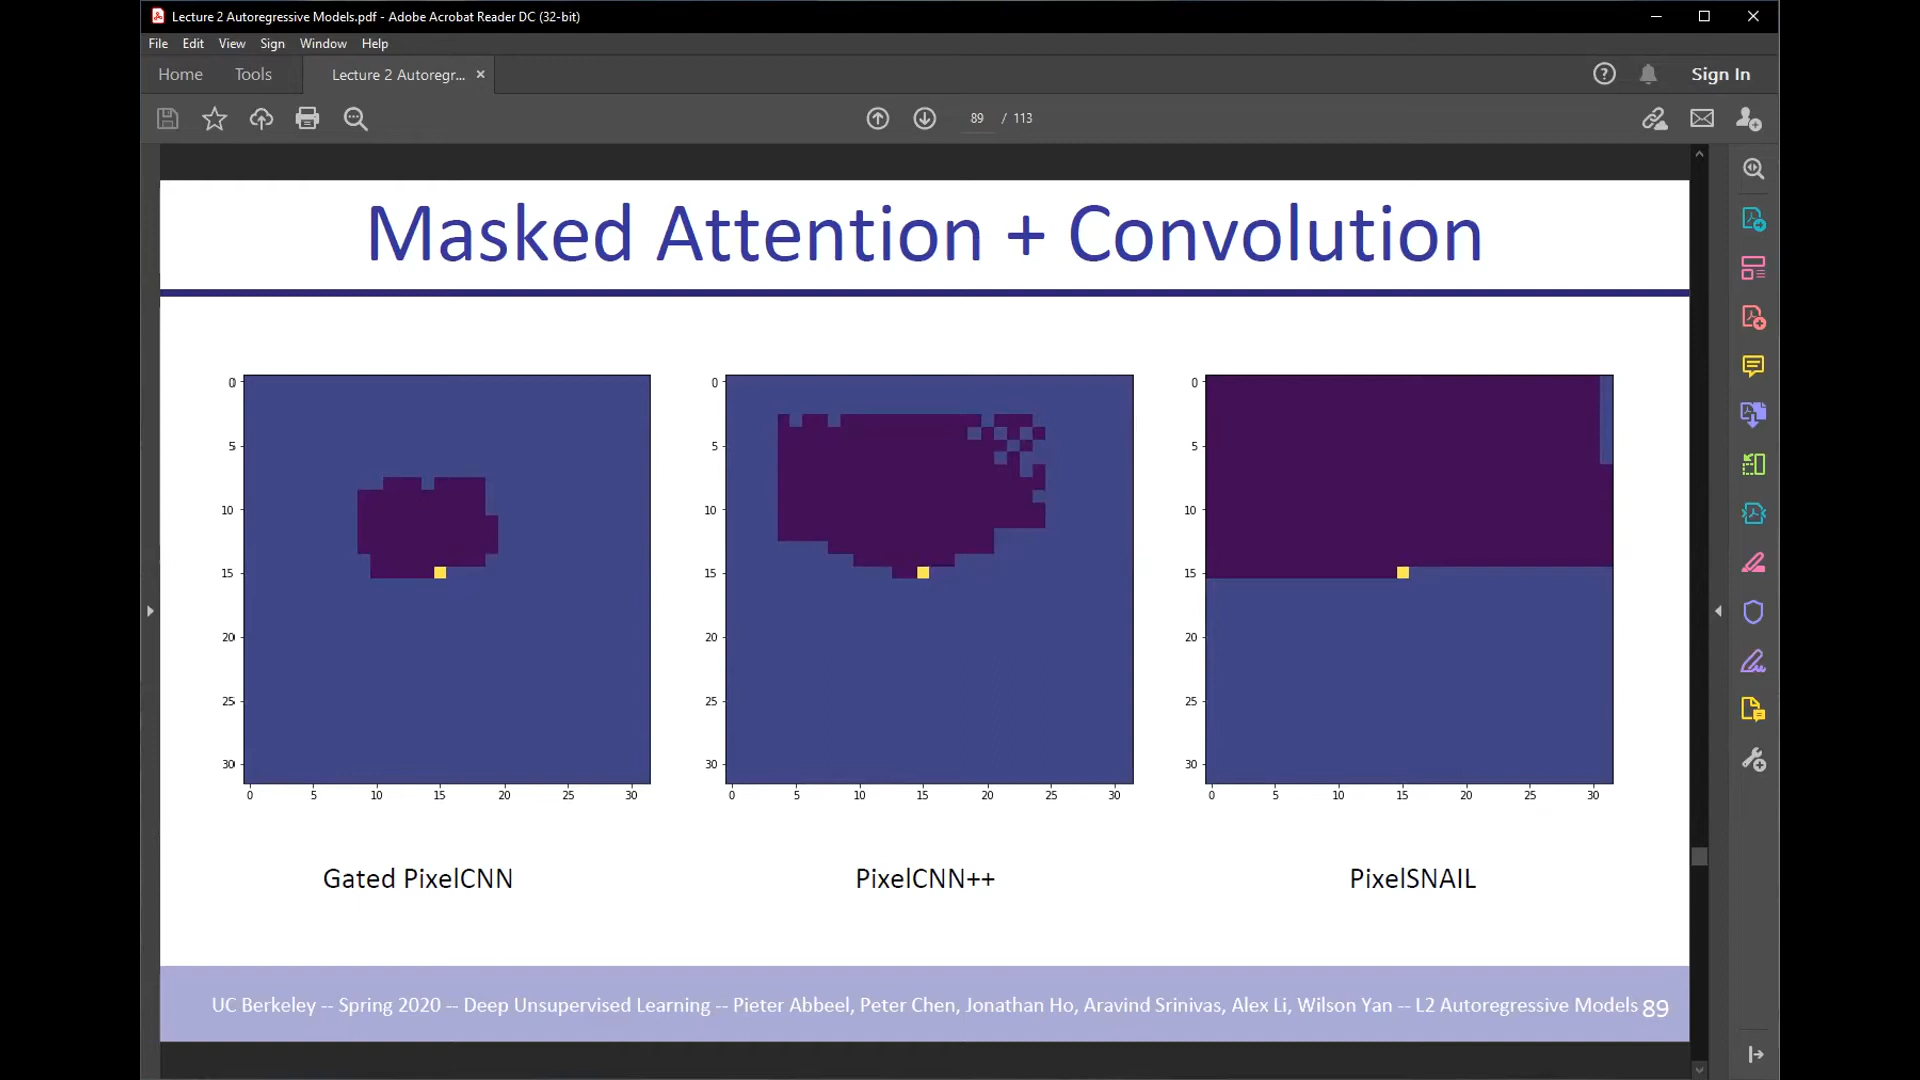 Lecture 2 Autoregressive Models.pdf - Adobe Acrobat Reader DC (32-bit)
File Edit View Sign Window Help
Home Tools Lecture 2 Autoregr... Sign In
89 / 113
Masked Attention + Convolution
0 0 0
5 5 5
10 10 10
15 15 15
20 20 20
25 25 25
30 30 30
0 5 10 15 20 25 30 0 5 10 15 20 25 30 0 5 10 15 20 25 30
Gated PixelCNN PixelCNN++ PixelSNAIL
UC Berkeley -- Spring 2020 -- Deep Unsupervised Learning -- Pieter Abbeel, Peter Chen, Jonathan Ho, Aravind Srinivas, Alex Li, Wilson Yan -- L2 Autoregressive Models 89